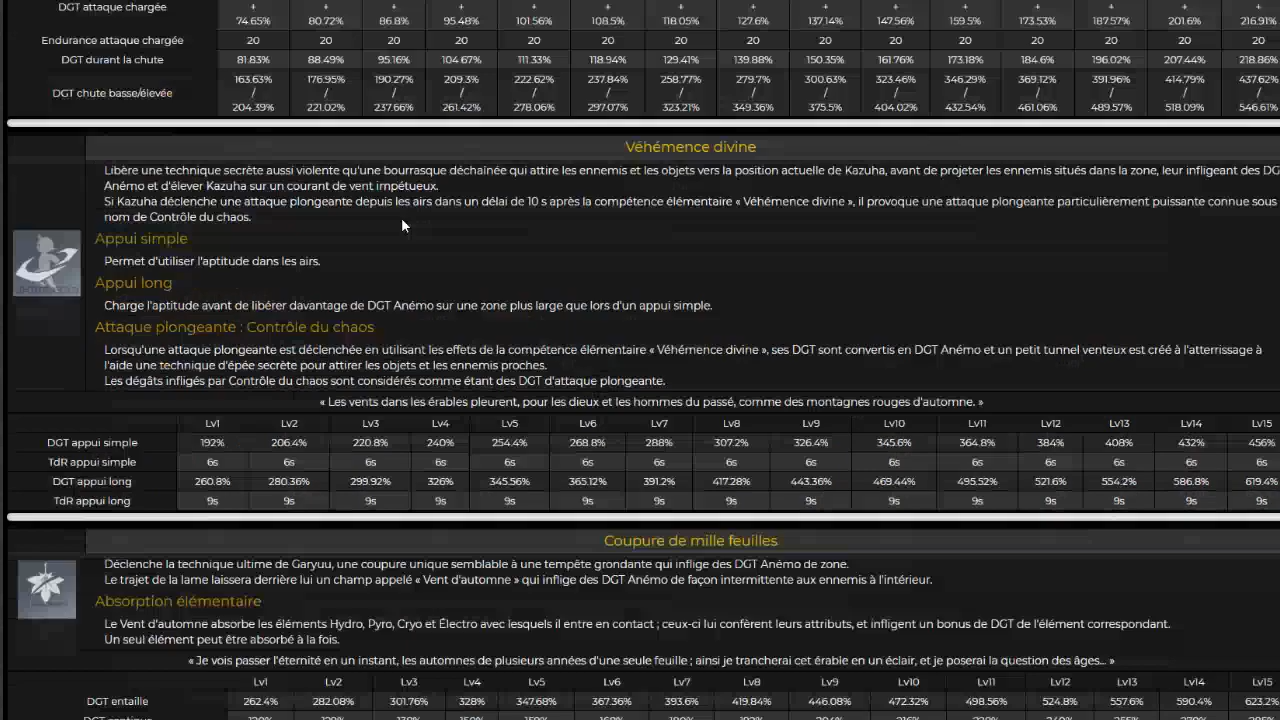 DGT attaque chargée + + + + + + + + + + + + + + +
74.65% 80.72% 86.8% 95.48% 101.56% 108.5% 118.05% 127.6% 137.14% 147.56% 159.5% 173.53% 187.57% 201.6% 216.91%
Endurance attaque chargée 20 20 20 20 20 20 20 20 20 20 20 20 20 20 20
DGT durant la chute 81.83% 88.49% 95.16% 104.67% 111.33% 118.94% 129.41% 139.88% 150.35% 161.76% 173.18% 184.6% 196.02% 207.44% 218.86%
163.63% 176.95% 190.27% 209.3% 222.62% 237.84% 258.77% 279.7% 300.63% 323.46% 346.29% 369.12% 391.96% 414.79% 437.62%
DGT chute basse/élevée / / / / / / / / / / / / / / /
204.39% 221.02% 237.66% 261.42% 278.06% 297.07% 323.21% 349.36% 375.5% 404.02% 432.54% 461.06% 489.57% 518.09% 546.61%
Véhémence divine
Libère une technique secrète aussi violente qu'une bourrasque déchaînée qui attire les ennemis et les objets vers la position actuelle de Kazuha, avant de projeter les ennemis situés dans la zone, leur infligeant des DG
Anémo et d'élever Kazuha sur un courant de vent impétueux.
Si Kazuha déclenche une attaque plongeante depuis les airs dans un délai de 10 s après la compétence élémentaire « Véhémence divine », il provoque une attaque plongeante particulièrement puissante connue sous
nom de Contrôle du chaos.
Appui simple
Permet d'utiliser l'aptitude dans les airs.
Appui long
Charge l'aptitude avant de libérer davantage de DGT Anémo sur une zone plus large que lors d'un appui simple.
Attaque plongeante : Contrôle du chaos
Lorsqu'une attaque plongeante est déclenchée en utilisant les effets de la compétence élémentaire « Véhémence divine », ses DGT sont convertis en DGT Anémo et un petit tunnel venteux est créé à l'atterrissage à
l'aide une technique d'épée secrète pour attirer les objets et les ennemis proches.
Les dégâts infligés par Contrôle du chaos sont considérés comme étant des DGT d'attaque plongeante.
« Les vents dans les érables pleurent, pour les dieux et les hommes du passé, comme des montagnes rouges d'automne. »
Lv1 Lv2 Lv3 Lv4 Lv5 Lv6 Lv7 Lv8 Lv9 Lv10 Lv11 Lv12 Lv13 Lv14 Lv15
DGT appui simple 192% 206.4% 220.8% 240% 254.4% 268.8% 288% 307.2% 326.4% 345.6% 364.8% 384% 408% 432% 456%
TdR appui simple 6s 6s 6s 6s 6s 6s 6s 6s 6s 6s 6s 6s 6s 6s 6s
DGT appui long 260.8% 280.36% 299.92% 326% 345.56% 365.12% 391.2% 417.28% 443.36% 469.44% 495.52% 521.6% 554.2% 586.8% 619.4%
TdR appui long 9s 9s 9s 9s 9s 9s 9s 9s 9s 9s 9s 9s 9s 9s 9s
Coupure de mille feuilles
Déclenche la technique ultime de Garyuu, une coupure unique semblable à une tempête grondante qui inflige des DGT Anémo de zone.
Le trajet de la lame laissera derrière lui un champ appelé « Vent d'automne » qui inflige des DGT Anémo de façon intermittente aux ennemis à l'intérieur.
Absorption élémentaire
Le Vent d'automne absorbe les éléments Hydro, Pyro, Cryo et Électro avec lesquels il entre en contact ; ceux-ci lui confèrent leurs attributs, et infligent un bonus de DGT de l'élément correspondant.
Un seul élément peut être absorbé à la fois.
« Je vois passer l'éternité en un instant, les automnes de plusieurs années d'une seule feuille ; ainsi je trancherai cet érable en un éclair, et je poserai la question des âges... »
Lv1 Lv2 Lv3 Lv4 Lv5 Lv6 Lv7 Lv8 Lv9 Lv10 Lv11 Lv12 Lv13 Lv14 Lv15
DGT entaille 262.4% 282.08% 301.76% 328% 347.68% 367.36% 393.6% 419.84% 446.08% 472.32% 498.56% 524.8% 557.6% 590.4% 623.2%